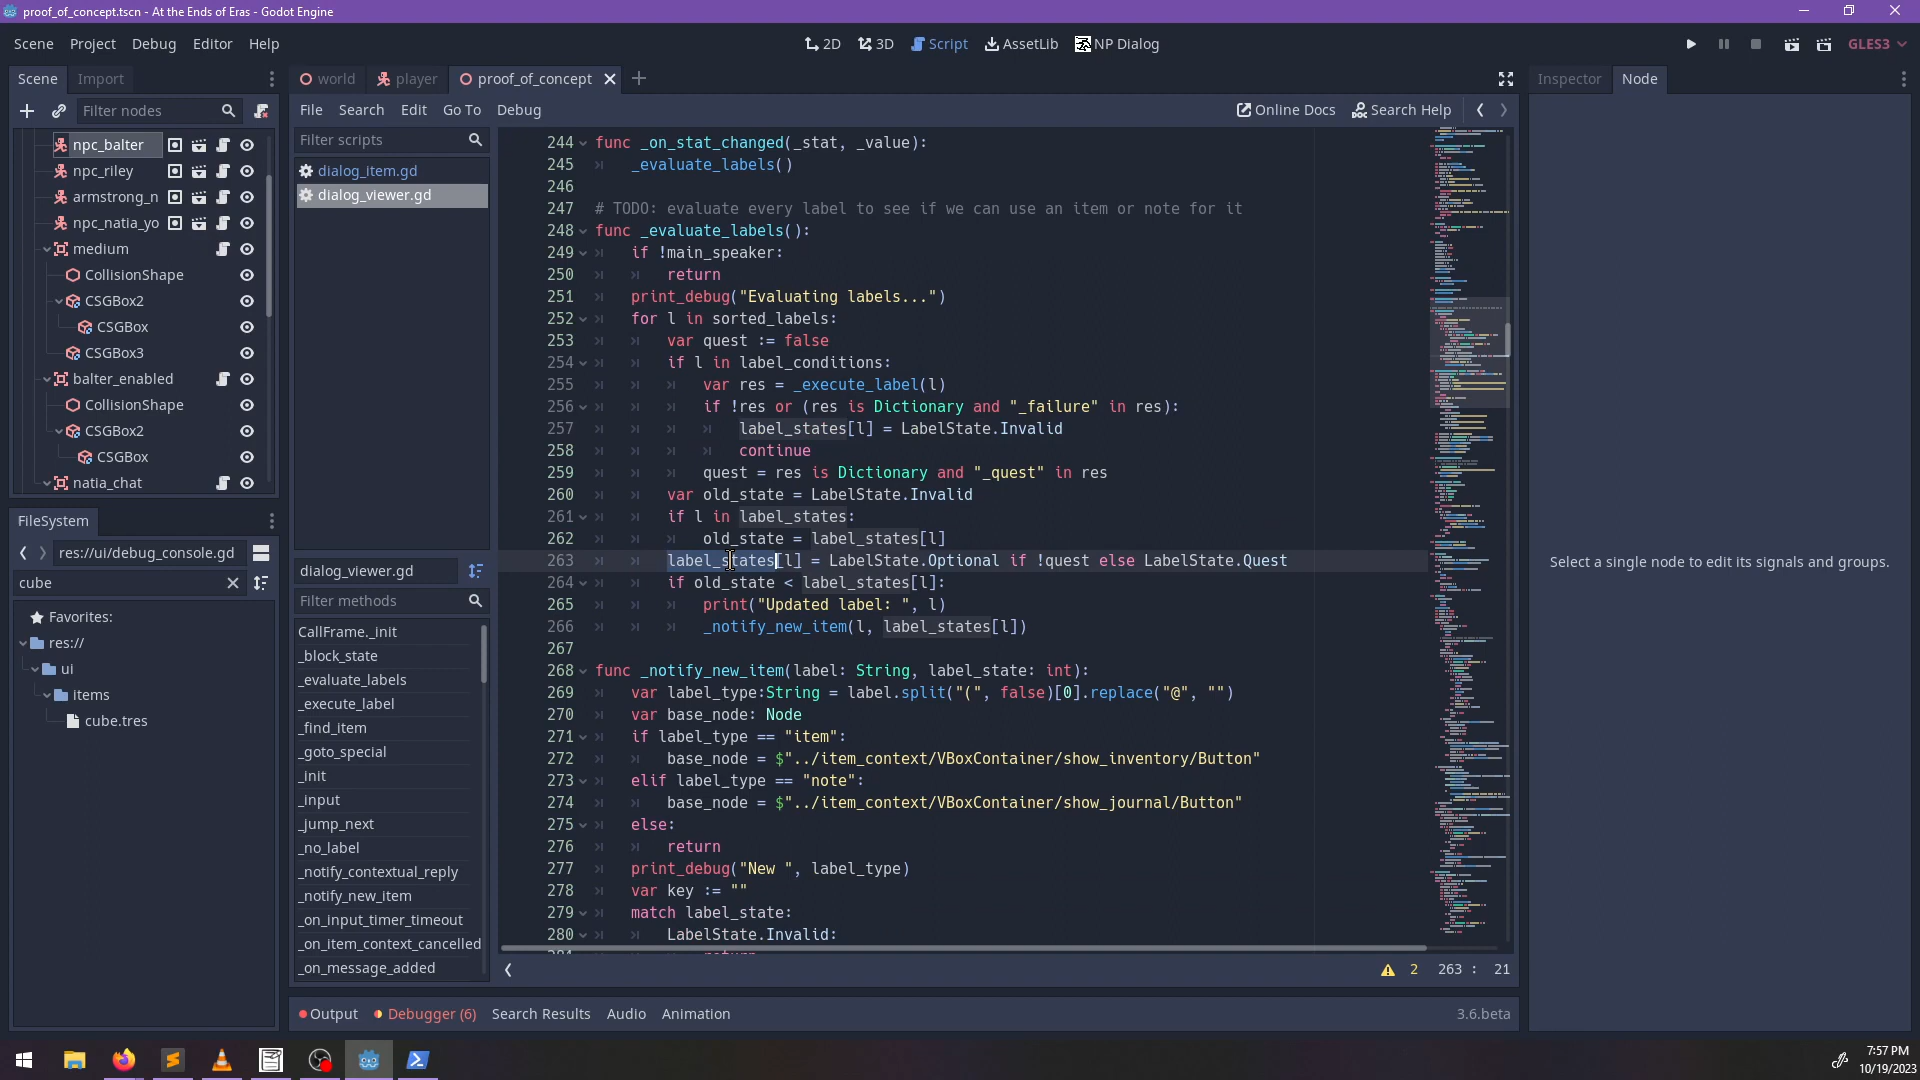 proof_of_concept.tscn - At the Ends of Eras - Godot Engine
Scene Project Debug Editor Help
2D 3D Script AssetLib NP Dialog
GLES3
Scene Import
Filter nodes
npc_balter
npc_riley
armstrong_n
npc_natia_yo
medium
CollisionShape
CSGBox2
CSGBox
CSGBox3
balter_enabled
CollisionShape
CSGBox2
CSGBox
natia_chat
FileSystem
res://ui/debug_console.gd
cube
Favorites:
res://
ui
items
cube.tres
world player proof_of_concept
File Search Edit Go To Debug
Online Docs Search Help
Filter scripts
dialog_item.gd
dialog_viewer.gd
dialog_viewer.gd
Filter methods
CallFrame._init
_block_state
_evaluate_labels
_execute_label
_find_item
_goto_special
_init
_input
_jump_next
_no_label
_notify_contextual_reply
_notify_new_item
_on_input_timer_timeout
_on_item_context_cancelled
_on_message_added
244 func _on_stat_changed(_stat, _value):
245 _evaluate_labels()
246
247 # TODO: evaluate every label to see if we can use an item or note for it
248 func _evaluate_labels():
249 if !main_speaker:
250 return
251 print_debug("Evaluating labels...")
252 for l in sorted_labels:
253 var quest := false
254 if l in label_conditions:
255 var res = _execute_label(l)
256 if !res or (res is Dictionary and "_failure" in res):
257 label_states[l] = LabelState.Invalid
258 continue
259 quest = res is Dictionary and "_quest" in res
260 var old_state = LabelState.Invalid
261 if l in label_states:
262 old_state = label_states[l]
263 label_states[l] = LabelState.Optional if !quest else LabelState.Quest
264 if old_state < label_states[l]:
265 print("Updated label: ", l)
266 _notify_new_item(l, label_states[l])
267
268 func _notify_new_item(label: String, label_state: int):
269 var label_type:String = label.split("(", false)[0].replace("@", "")
270 var base_node: Node
271 if label_type == "item":
272 base_node = $"../item_context/VBoxContainer/show_inventory/Button"
273 elif label_type == "note":
274 base_node = $"../item_context/VBoxContainer/show_journal/Button"
275 else:
276 return
277 print_debug("New ", label_type)
278 var key := ""
279 match label_state:
280 LabelState.Invalid:
2 263 : 21
Output Debugger (6) Search Results Audio Animation
3.6.beta
Inspector Node
Select a single node to edit its signals and groups.
7:57 PM
10/19/2023